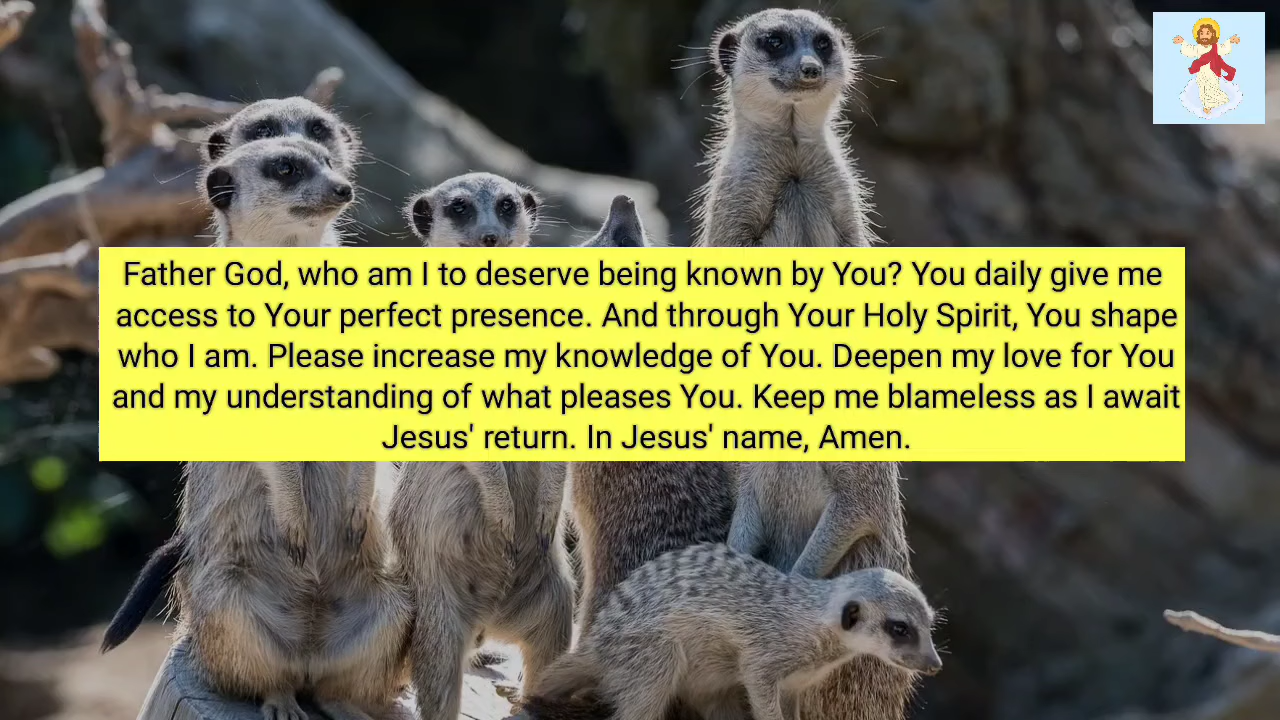 Father God, who am I to deserve being known by You? You daily give me
access to Your perfect presence. And through Your Holy Spirit, You shape
who I am. Please increase my knowledge of You. Deepen my love for You
and my understanding of what pleases You. Keep me blameless as I await
Jesus' return. In Jesus' name, Amen.